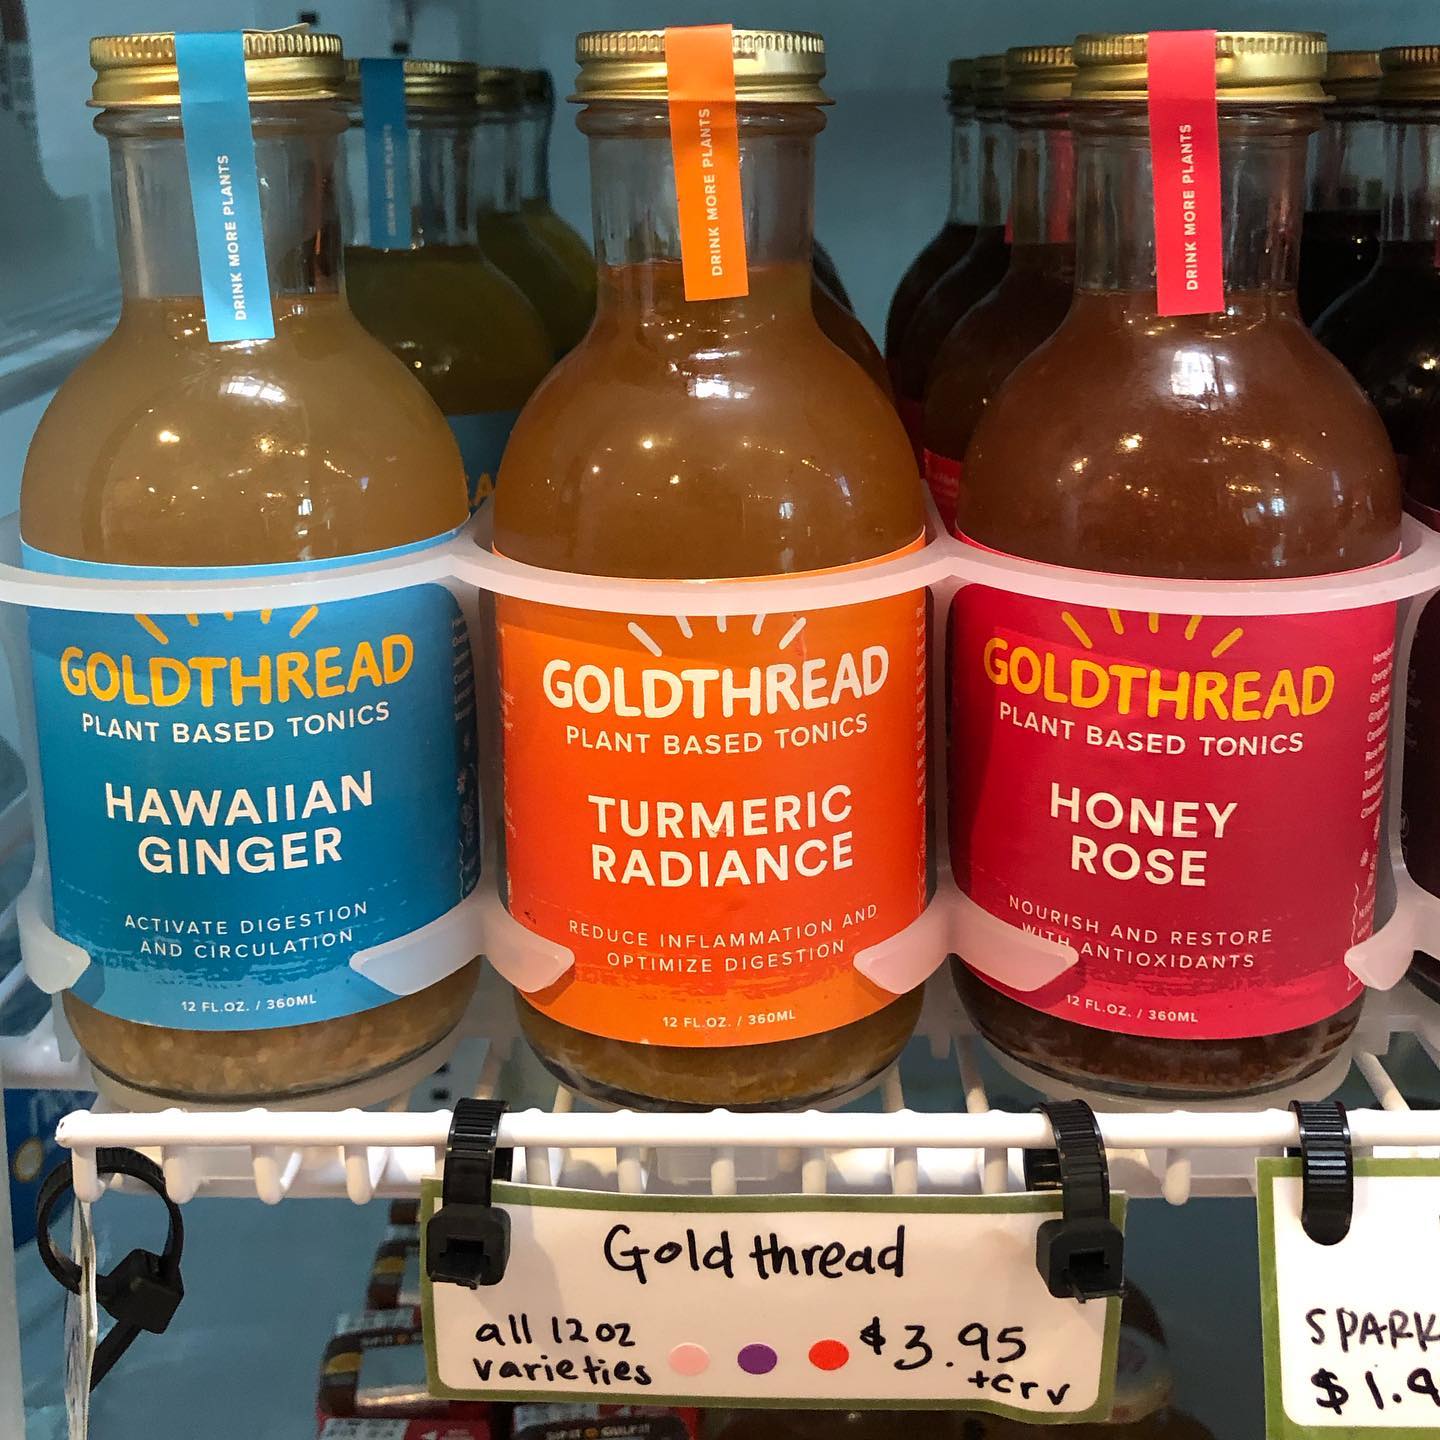 DRINK MORE PLANTS
DRINK MORE PLANTS
DRINK MORE PLANTS
GOLDTHREAD
PLANT BASED TONICS
HAWAIIAN
GINGER
ACTIVATE DIGESTION
AND CIRCULATION
12 FL.OZ. / 360ML
GOLDTHREAD
PLANT BASED TONICS
TURMERIC
RADIANCE
REDUCE INFLAMMATION AND
OPTIMIZE DIGESTION
12 FL.OZ. / 360ML
GOLDTHREAD
PLANT BASED TONICS
HONEY
ROSE
NOURISH AND RESTORE
WITH ANTIOXIDANTS
12 FL.OZ. / 360ML
Gold thread
all 12 oz
varieties
$3.95
+crv
SPARK
$1.9